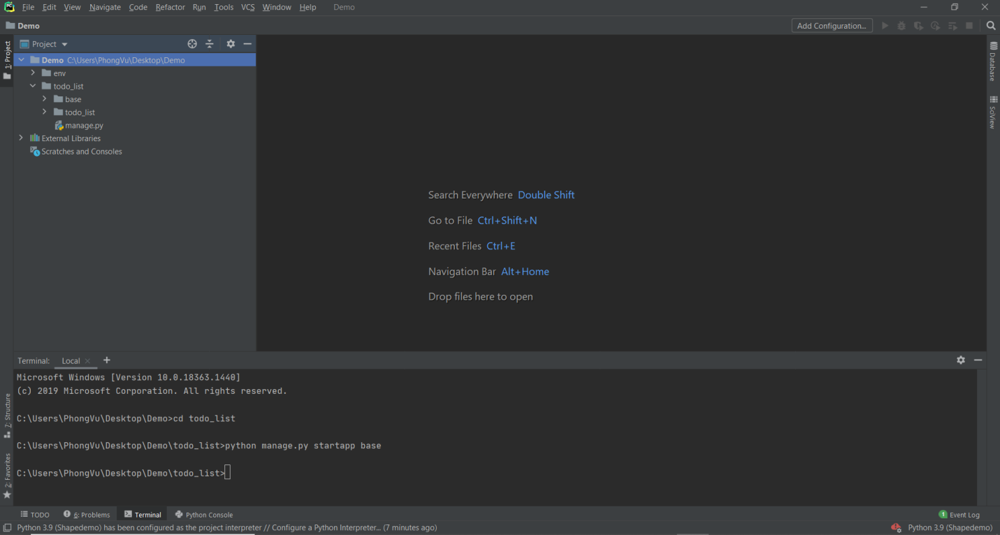 PC File Edit View Navigate Code Refactor Run Tools VCS Window Help Demo
Demo
Add Configuration...
1: Project
Project
Demo C:\Users\PhongVu\Desktop\Demo
env
todo_list
base
todo_list
manage.py
External Libraries
Scratches and Consoles
Search Everywhere Double Shift
Go to File Ctrl+Shift+N
Recent Files Ctrl+E
Navigation Bar Alt+Home
Drop files here to open
Database
SciView
Terminal: Local +
Microsoft Windows [Version 10.0.18363.1440]
(c) 2019 Microsoft Corporation. All rights reserved.
C:\Users\PhongVu\Desktop\Demo>cd todo_list
C:\Users\PhongVu\Desktop\Demo\todo_list>python manage.py startapp base
C:\Users\PhongVu\Desktop\Demo\todo_list>
7: Structure
2: Favorites
TODO 6: Problems Terminal Python Console
1 Event Log
Python 3.9 (Shapedemo) has been configured as the project interpreter // Configure a Python Interpreter... (7 minutes ago)
Python 3.9 (Shapedemo)